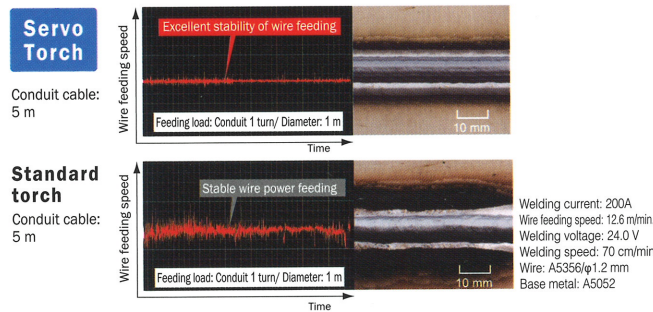 Servo
Torch
Conduit cable:
5 m
Wire feeding speed
Excellent stability of wire feeding
Feeding load: Conduit 1 turn/ Diameter: 1 m
Time
10 mm
Standard
torch
Conduit cable:
5 m
Wire feeding speed
Stable wire power feeding
Feeding load: Conduit 1 turn/ Diameter: 1 m
Time
10 mm
Welding current: 200A
Wire feeding speed: 12.6 m/min.
Welding voltage: 24.0 V
Welding speed: 70 cm/min
Wire: A5356/φ1.2 mm
Base metal: A5052